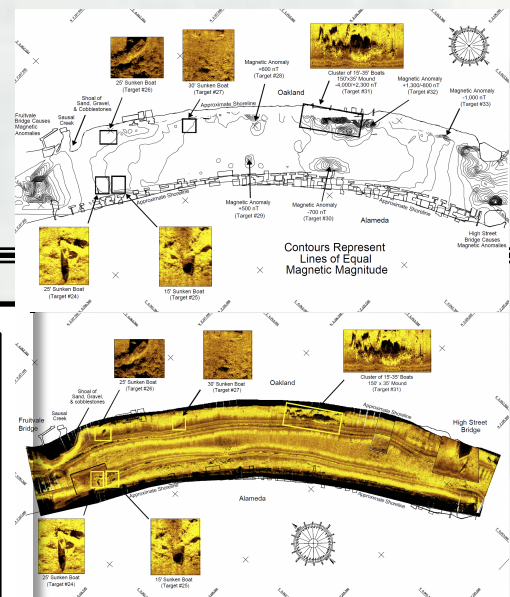 25' Sunken Boat
(Target #26)
30' Sunken Boat
(Target #27)
Magnetic Anomaly
+600 nT
(Target #28)
Oakland
Cluster of 15'-35' Boats
150'x35' Mound
-4,000/+2,300 nT
(Target #31)
Magnetic Anomaly
+1,300/-800 nT
(Target #32)
Magnetic Anomaly
-1,000 nT
(Target #33)
Shoal of
Sand, Gravel,
& Cobblestones
Fruitvale
Bridge Causes
Magnetic
Anomalies
Sausal
Creek
Approximate Shoreline
Approximate Shoreline
Approximate Shoreline
Magnetic Anomaly
+500 nT
(Target #29)
Magnetic Anomaly
-700 nT
(Target #30)
Alameda
High Street
Bridge Causes
Magnetic Anomalies
25' Sunken Boat
(Target #24)
15' Sunken Boat
(Target #25)
Contours Represent
Lines of Equal
Magnetic Magnitude
25' Sunken Boat
(Target #26)
30' Sunken Boat
(Target #27)
Oakland
Cluster of 15'-35' Boats
150' x 35' Mound
(Target #31)
Shoal of
Sand, Gravel,
& cobblestones
Sausal
Creek
Fruitvale
Bridge
Approximate Shoreline
High Street
Bridge
Approximate Shoreline
Alameda
Approximate Shoreline
25' Sunken Boat
(Target #24)
15' Sunken Boat
(Target #25)